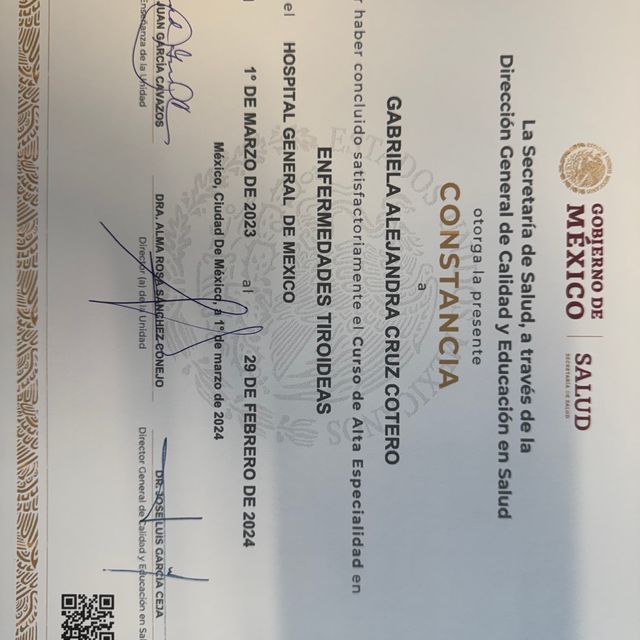 GOBIERNO DE
MÉXICO
SALUD
SECRETARÍA DE SALUD
La Secretaría de Salud, a través de la
Dirección General de Calidad y Educación en Salud
otorga la presente
CONSTANCIA
a
GABRIELA ALEJANDRA CRUZ COTERO
r haber concluido satisfactoriamente el Curso de Alta Especialidad en
ENFERMEDADES TIROIDEAS
el HOSPITAL GENERAL DE MEXICO
1° DE MARZO DE 2023 al 29 DE FEBRERO DE 2024
México, Ciudad De México, a 1° de marzo de 2024
JUAN GARCÍA CAVAZOS
Enseñanza de la Unidad
DRA. ALMA ROSA SÁNCHEZ CONEJO
Director (a) de la Unidad
DR. JOSE LUIS GARCÍA CEJA
Director General de Calidad y Educación en Sa